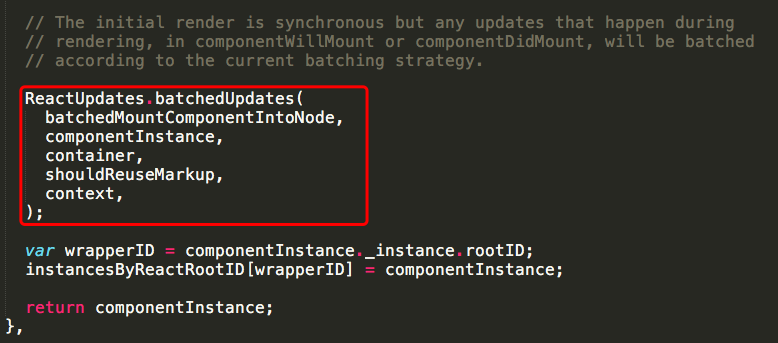 // The initial render is synchronous but any updates that happen during
// rendering, in componentWillMount or componentDidMount, will be batched
// according to the current batching strategy.
ReactUpdates.batchedUpdates(
batchedMountComponentIntoNode,
componentInstance,
container,
shouldReuseMarkup,
context,
);
var wrapperID = componentInstance._instance.rootID;
instancesByReactRootID[wrapperID] = componentInstance;
return componentInstance;
},